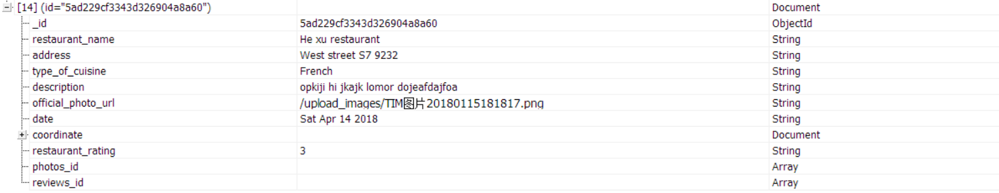 [14] (id="5ad229cf3343d326904a8a60") Document
_id 5ad229cf3343d326904a8a60 ObjectId
restaurant_name He xu restaurant String
address West street S7 9232 String
type_of_cuisine French String
description opkiji hi jkajk lomor dojeafdajfoa String
official_photo_url /upload_images/TIM图片20180115181817.png String
date Sat Apr 14 2018 String
coordinate Document
restaurant_rating 3 String
photos_id Array
reviews_id Array